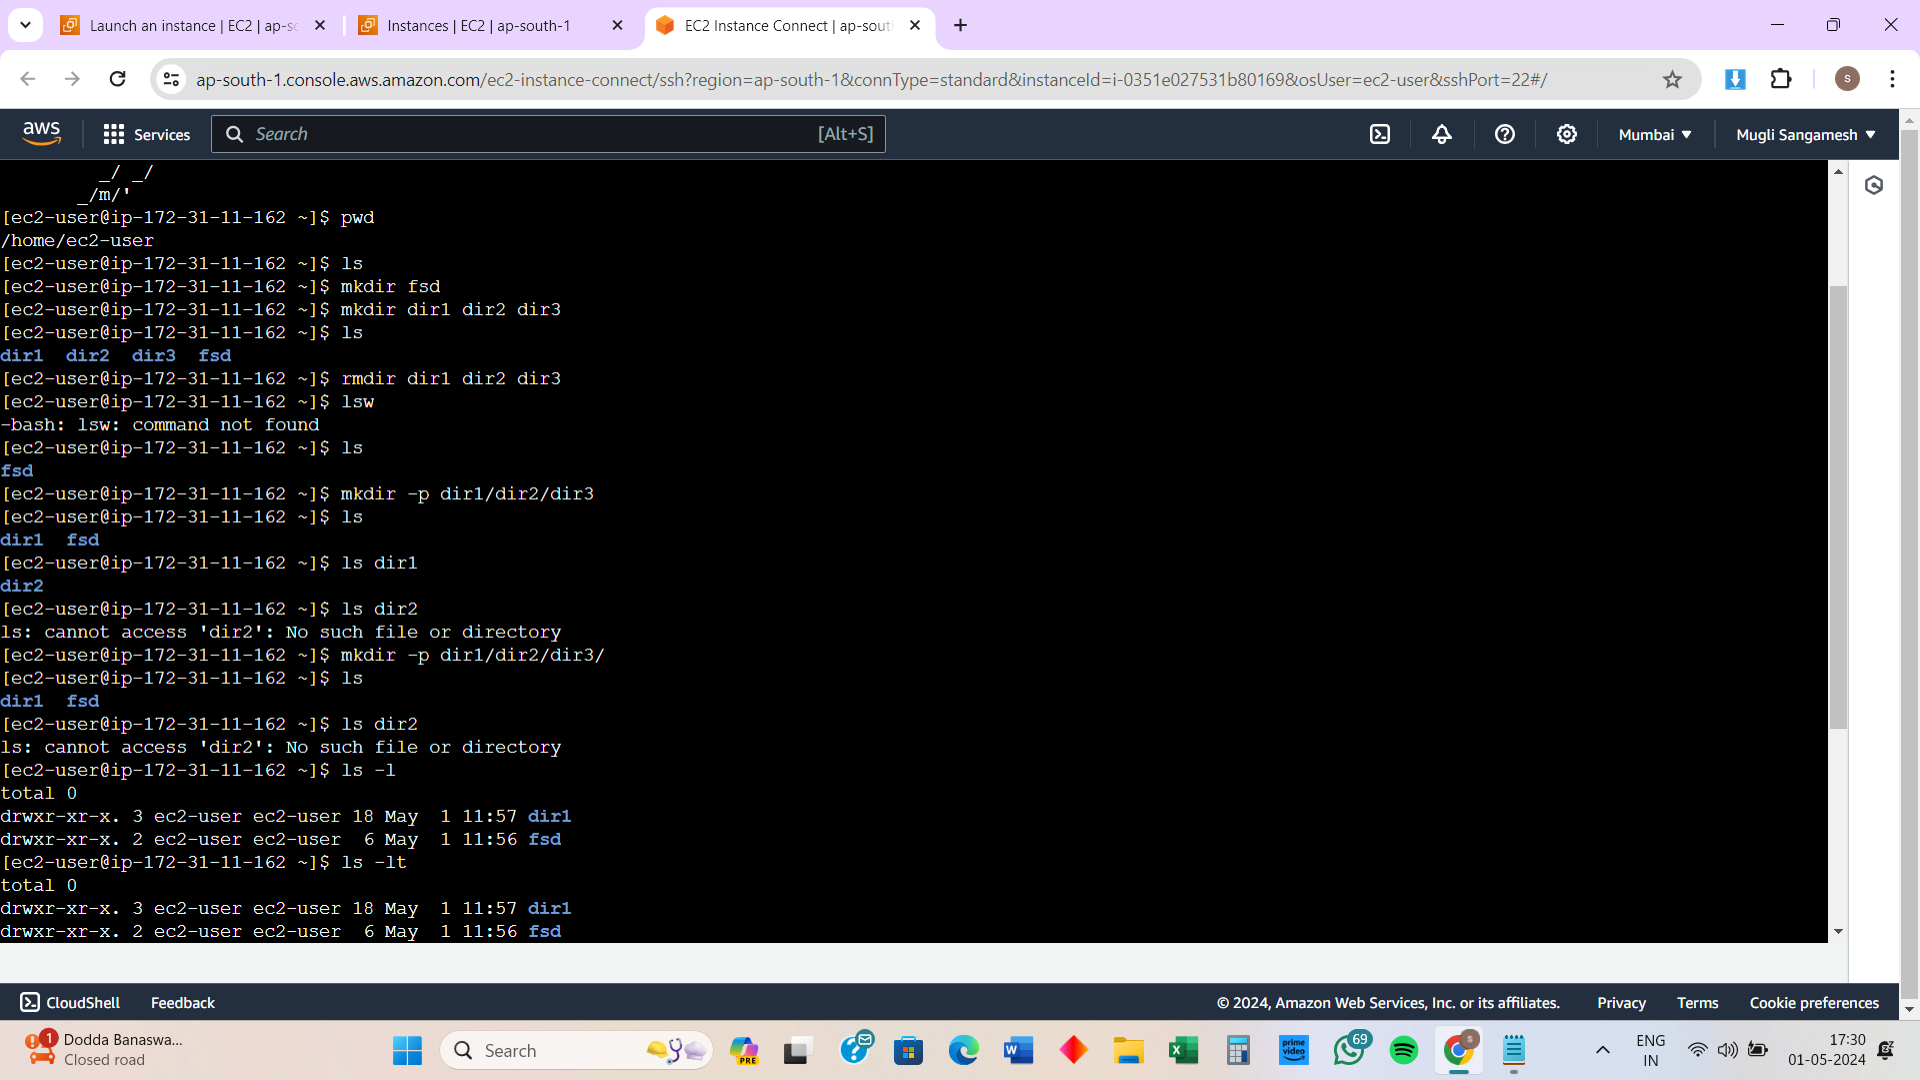 Launch an instance | EC2 | ap-sc
Instances | EC2 | ap-south-1
EC2 Instance Connect | ap-sout
ap-south-1.console.aws.amazon.com/ec2-instance-connect/ssh?region=ap-south-1&connType=standard&instanceId=i-0351e027531b80169&osUser=ec2-user&sshPort=22#/
S
aws
Services
Search
[Alt+S]
Mumbai
Mugli Sangamesh
_/ _/
_/m/'
[ec2-user@ip-172-31-11-162 ~]$ pwd
/home/ec2-user
[ec2-user@ip-172-31-11-162 ~]$ ls
[ec2-user@ip-172-31-11-162 ~]$ mkdir fsd
[ec2-user@ip-172-31-11-162 ~]$ mkdir dir1 dir2 dir3
[ec2-user@ip-172-31-11-162 ~]$ ls
dir1  dir2  dir3  fsd
[ec2-user@ip-172-31-11-162 ~]$ rmdir dir1 dir2 dir3
[ec2-user@ip-172-31-11-162 ~]$ lsw
-bash: lsw: command not found
[ec2-user@ip-172-31-11-162 ~]$ ls
fsd
[ec2-user@ip-172-31-11-162 ~]$ mkdir -p dir1/dir2/dir3
[ec2-user@ip-172-31-11-162 ~]$ ls
dir1  fsd
[ec2-user@ip-172-31-11-162 ~]$ ls dir1
dir2
[ec2-user@ip-172-31-11-162 ~]$ ls dir2
ls: cannot access 'dir2': No such file or directory
[ec2-user@ip-172-31-11-162 ~]$ mkdir -p dir1/dir2/dir3/
[ec2-user@ip-172-31-11-162 ~]$ ls
dir1  fsd
[ec2-user@ip-172-31-11-162 ~]$ ls dir2
ls: cannot access 'dir2': No such file or directory
[ec2-user@ip-172-31-11-162 ~]$ ls -l
total 0
drwxr-xr-x. 3 ec2-user ec2-user 18 May  1 11:57 dir1
drwxr-xr-x. 2 ec2-user ec2-user  6 May  1 11:56 fsd
[ec2-user@ip-172-31-11-162 ~]$ ls -lt
total 0
drwxr-xr-x. 3 ec2-user ec2-user 18 May  1 11:57 dir1
drwxr-xr-x. 2 ec2-user ec2-user  6 May  1 11:56 fsd
CloudShell
Feedback
© 2024, Amazon Web Services, Inc. or its affiliates.
Privacy
Terms
Cookie preferences
1
Dodda Banaswa...
Closed road
Search
PRE
prime video
69
ENG
IN
17:30
01-05-2024